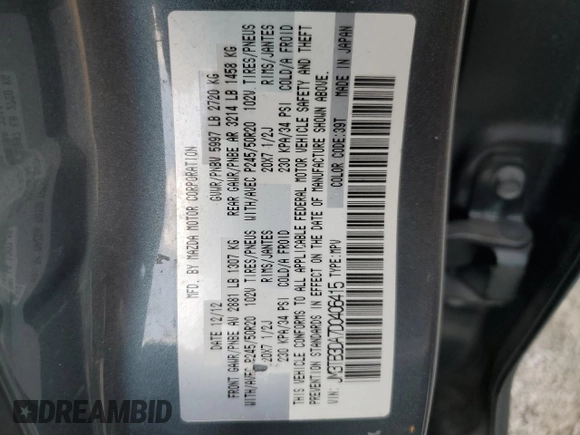 MFD. BY MAZDA MOTOR CORPORATION
DATE 12/12 GVWR/PNBV 5997 LB 2720 KG
FRONT GAWR/PNBE AV 2881 LB 1307 KG REAR GAWR/PNBE AR 3214 LB 1458 KG
WITH/AVEC P245/50R20 102V TIRES/PNEUS WITH/AVEC P245/50R20 102V TIRES/PNEUS
20X7 1/2J RIMS/JANTES 20X7 1/2J RIMS/JANTES
230 KPA/34 PSI COLD/A FROID 230 KPA/34 PSI COLD/A FROID
THIS VEHICLE CONFORMS TO ALL APPLICABLE FEDERAL MOTOR VEHICLE SAFETY AND THEFT
PREVENTION STANDARDS IN EFFECT ON THE DATE OF MANUFACTURE SHOWN ABOVE.
VIN: JM3TB3DA7D0406415 TYPE:MPV COLOR CODE:39T
MADE IN JAPAN
DREAMBID